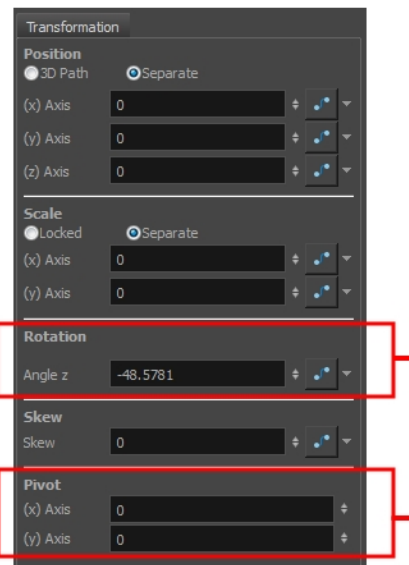 Transformation
Position
3D Path Separate
(x) Axis 0
(y) Axis 0
(z) Axis 0
Scale
Locked Separate
(x) Axis 0
(y) Axis 0
Rotation
Angle z -48.5781
Skew
Skew 0
Pivot
(x) Axis 0
(y) Axis 0